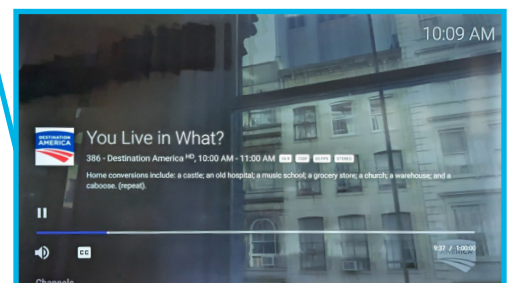 10:09 AM
DESTINATION
AMERICA
You Live in What?
386 - Destination America HD, 10:00 AM - 11:00 AM
STEREO
Home conversions include: a castle; an old hospital; a music school; a grocery store; a church; a warehouse; and a
caboose. (repeat).
CC
9:37 / 1:00:00
AMERICA
Channels